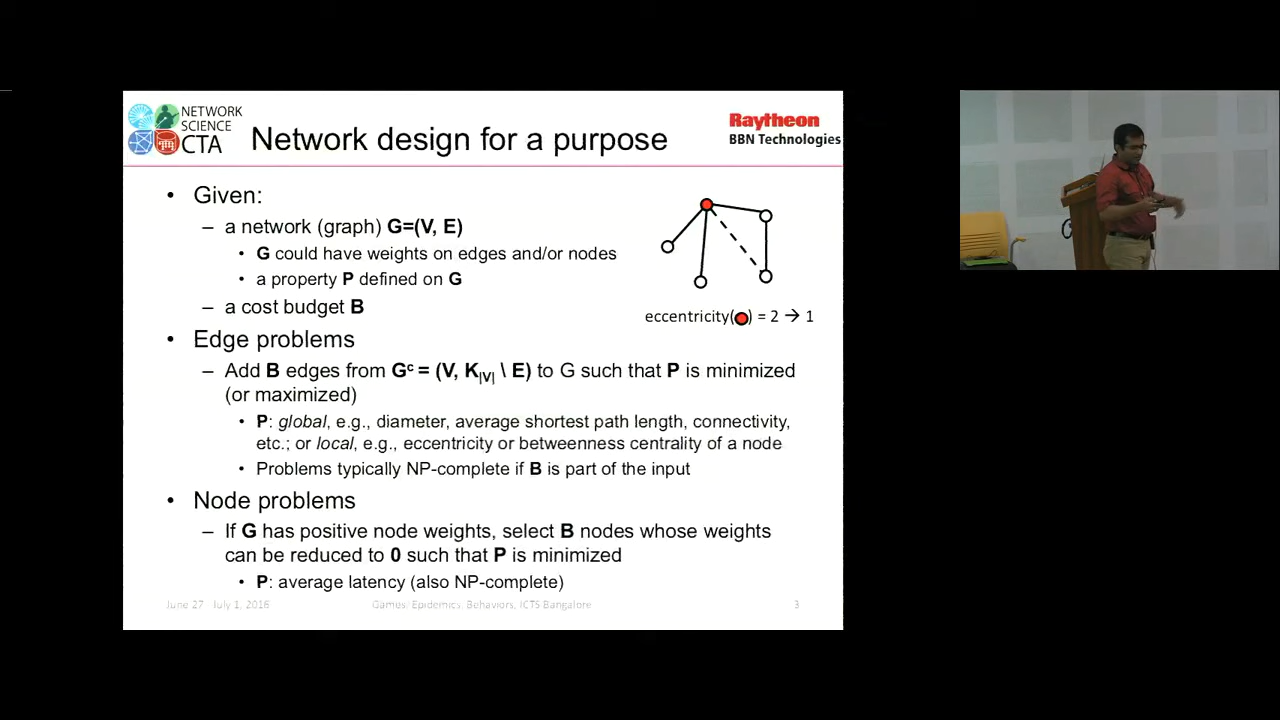 NETWORK
SCIENCE
CTA
Network design for a purpose
Raytheon
BBN Technologies
• Given:
– a network (graph) G=(V, E)
• G could have weights on edges and/or nodes
• a property P defined on G
– a cost budget B
eccentricity( ) = 2 → 1
• Edge problems
– Add B edges from Gᶜ = (V, K|V| \ E) to G such that P is minimized
(or maximized)
• P: global, e.g., diameter, average shortest path length, connectivity,
etc.; or local, e.g., eccentricity or betweenness centrality of a node
• Problems typically NP-complete if B is part of the input
• Node problems
– If G has positive node weights, select B nodes whose weights
can be reduced to 0 such that P is minimized
• P: average latency (also NP-complete)
June 27 July 1, 2016
Games, Epidemics, Behaviors, ICTS Bangalore
3